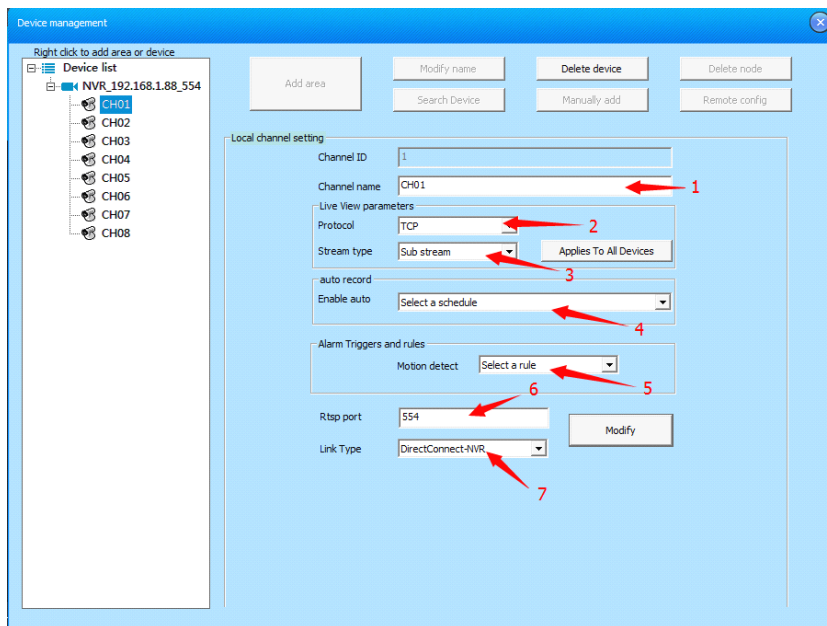 Device management
Right click to add area or device
Device list
NVR_192.168.1.88_554
CH01
CH02
CH03
CH04
CH05
CH06
CH07
CH08
Add area
Modify name
Delete device
Delete node
Search Device
Manually add
Remote config
Local channel setting
Channel ID 1
Channel name CH01 1
Live View parameters
Protocol TCP 2
Stream type Sub stream Applies To All Devices
3
auto record
Enable auto Select a schedule
4
Alarm Triggers and rules
Motion detect Select a rule
5
6
Rtsp port 554
Modify
Link Type DirectConnect-NVR
7